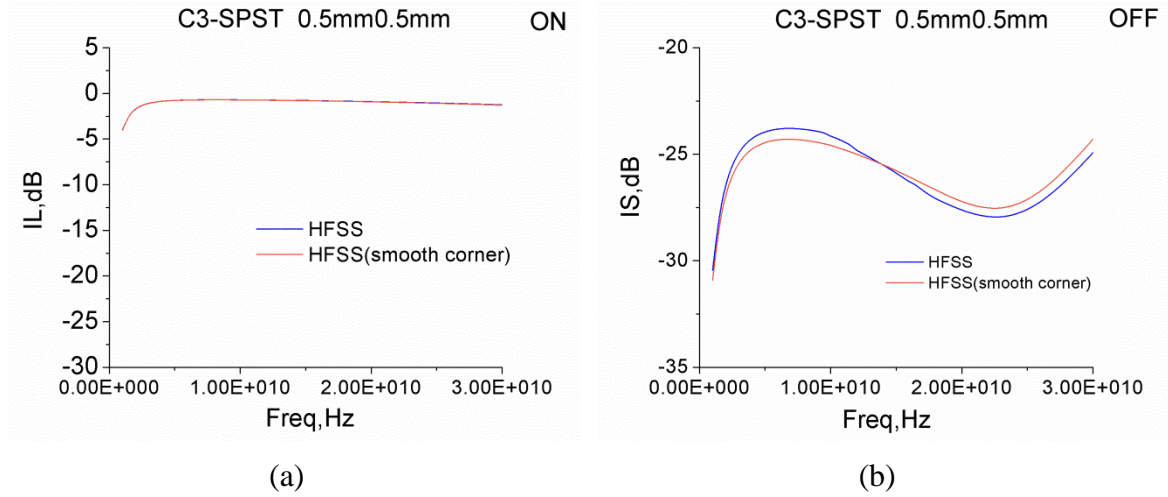 C3-SPST 0.5mm0.5mm ON
5
0
-5
-10
-15
-20
-25
-30
IL,dB
HFSS
HFSS(smooth corner)
0.00E+0000 1.00E+010 2.00E+010 3.00E+010
Freq,Hz
(a)
C3-SPST 0.5mm0.5mm OFF
-20
-25
-30
-35
IS,dB
HFSS
HFSS(smooth corner)
0.00E+0000 1.00E+010 2.00E+010 3.00E+010
Freq,Hz
(b)